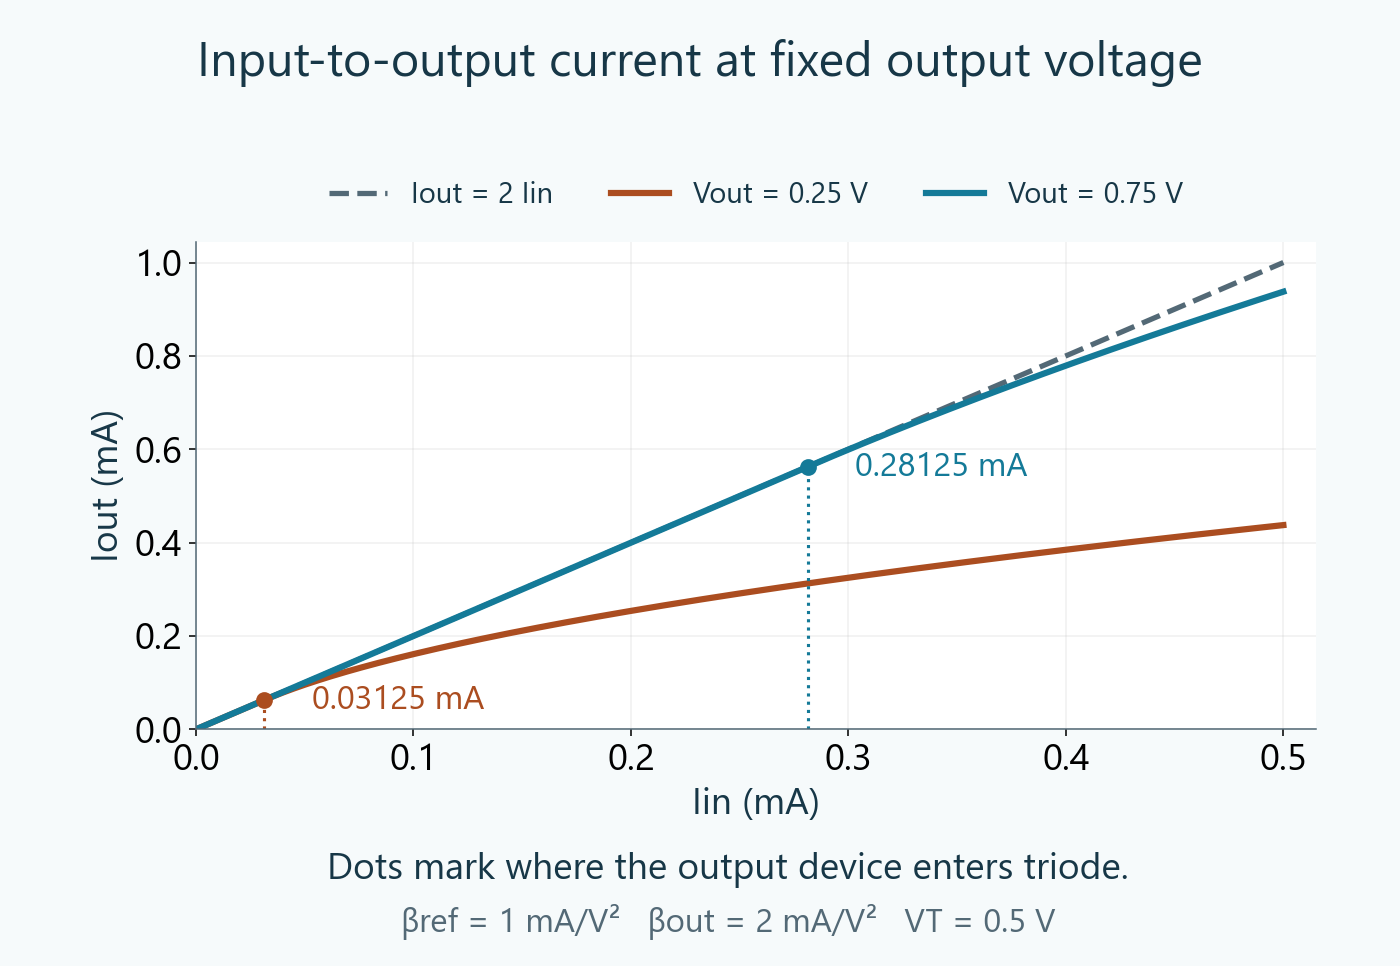 Input-to-output current at fixed output voltage
Iout = 2 Iin
Vout = 0.25 V
Vout = 0.75 V
1.0
0.8
0.6
0.4
0.2
0.0
Iout (mA)
0.28125 mA
0.03125 mA
0.0
0.1
0.2
0.3
0.4
0.5
Iin (mA)
Dots mark where the output device enters triode.
βref = 1 mA/V² βout = 2 mA/V² VT = 0.5 V